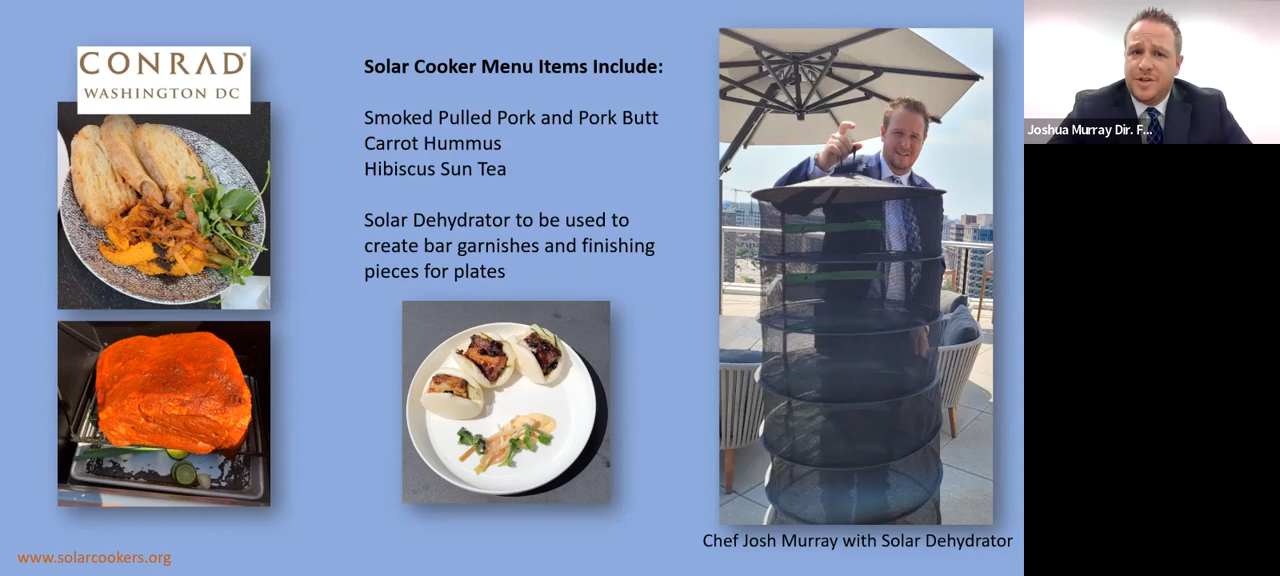 CONRAD
WASHINGTON DC
Solar Cooker Menu Items Include:
Smoked Pulled Pork and Pork Butt
Carrot Hummus
Hibiscus Sun Tea
Solar Dehydrator to be used to
create bar garnishes and finishing
pieces for plates
Chef Josh Murray with Solar Dehydrator
www.solarcookers.org
Joshua Murray Dir. F...